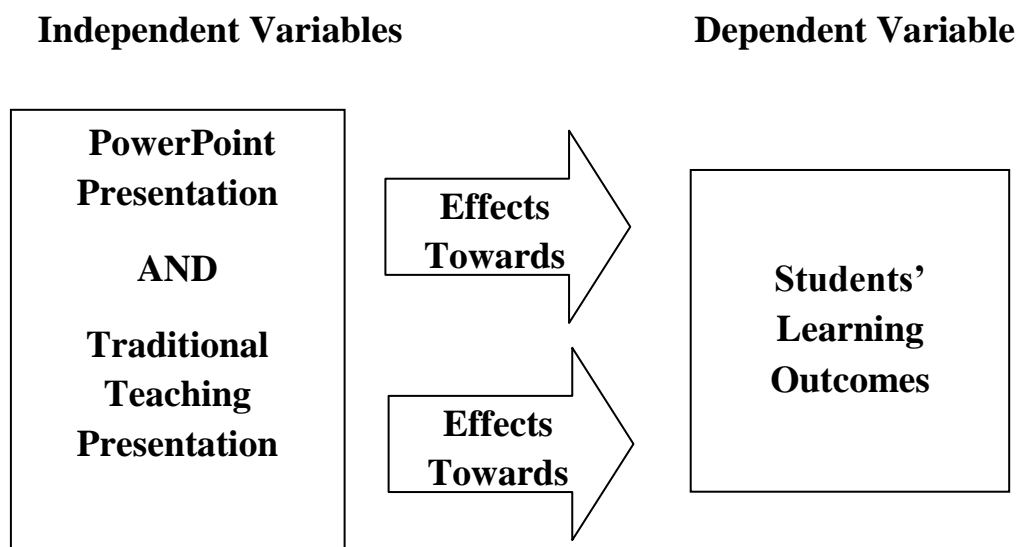 Independent Variables
Dependent Variable
PowerPoint
Presentation
AND
Traditional
Teaching
Presentation
Effects
Towards
Effects
Towards
Students’
Learning
Outcomes